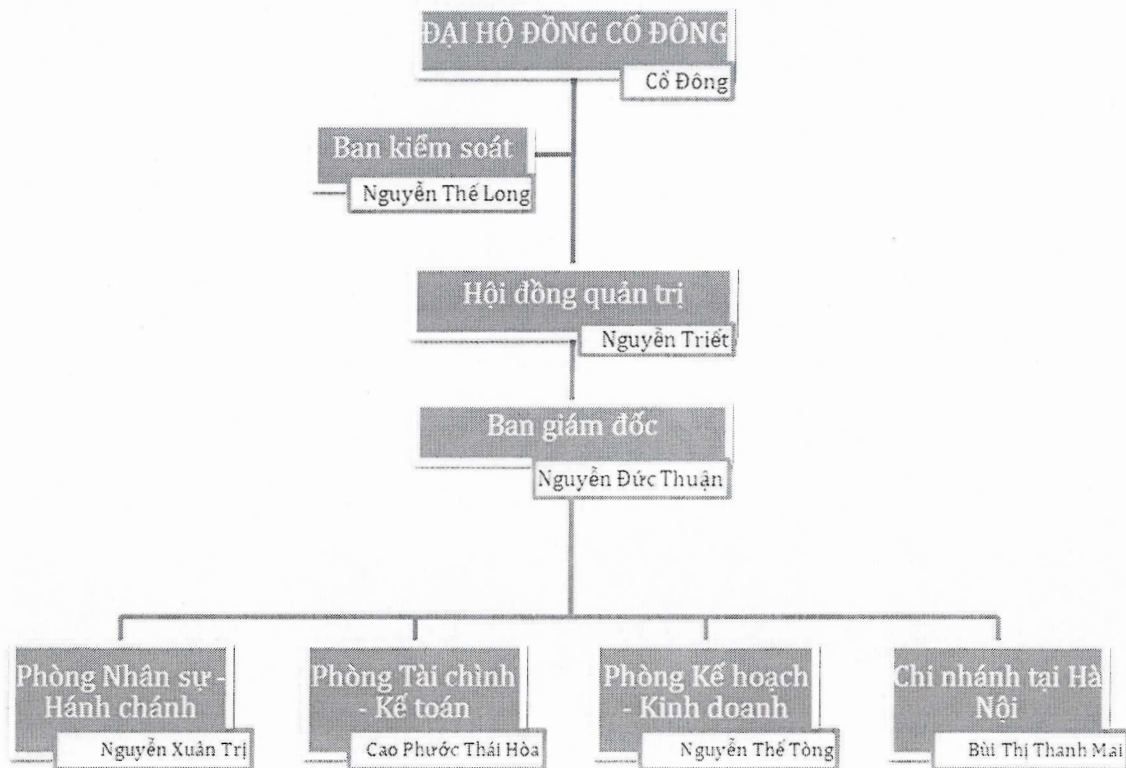 ĐẠI HỘ ĐỒNG CỔ ĐÔNG
Cổ Đông
Ban kiểm soát
Nguyễn Thế Long
Hội đồng quản trị
Nguyễn Triết
Ban giám đốc
Nguyễn Đức Thuận
Phòng Nhân sự -
Hánh chánh
Nguyễn Xuân Trị
Phòng Tài chình
- Kế toán
Cao Phước Thái Hòa
Phòng Kế hoạch
- Kinh doanh
Nguyễn Thế Tòng
Chi nhánh tại Hà
Nội
Bùi Thị Thanh Mai